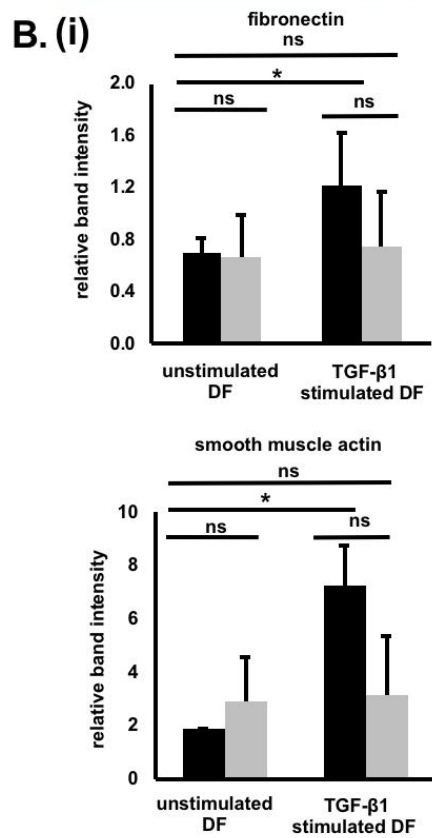 B. (i)
fibronectin
ns
*
ns
ns
2.0
1.6
1.2
0.8
0.4
0.0
relative band intensity
unstimulated
DF
TGF-β1
stimulated DF
smooth muscle actin
ns
*
ns
ns
10
8
6
4
2
0
relative band intensity
unstimulated
DF
TGF-β1
stimulated DF